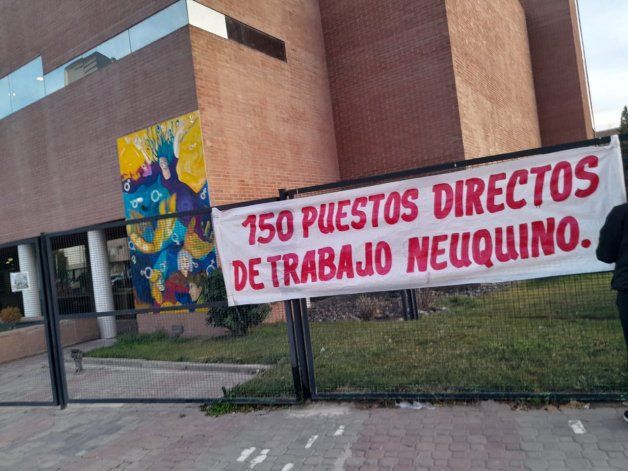 150 PUESTOS DIRECTOS
DE TRABAJO NEUQUINO.